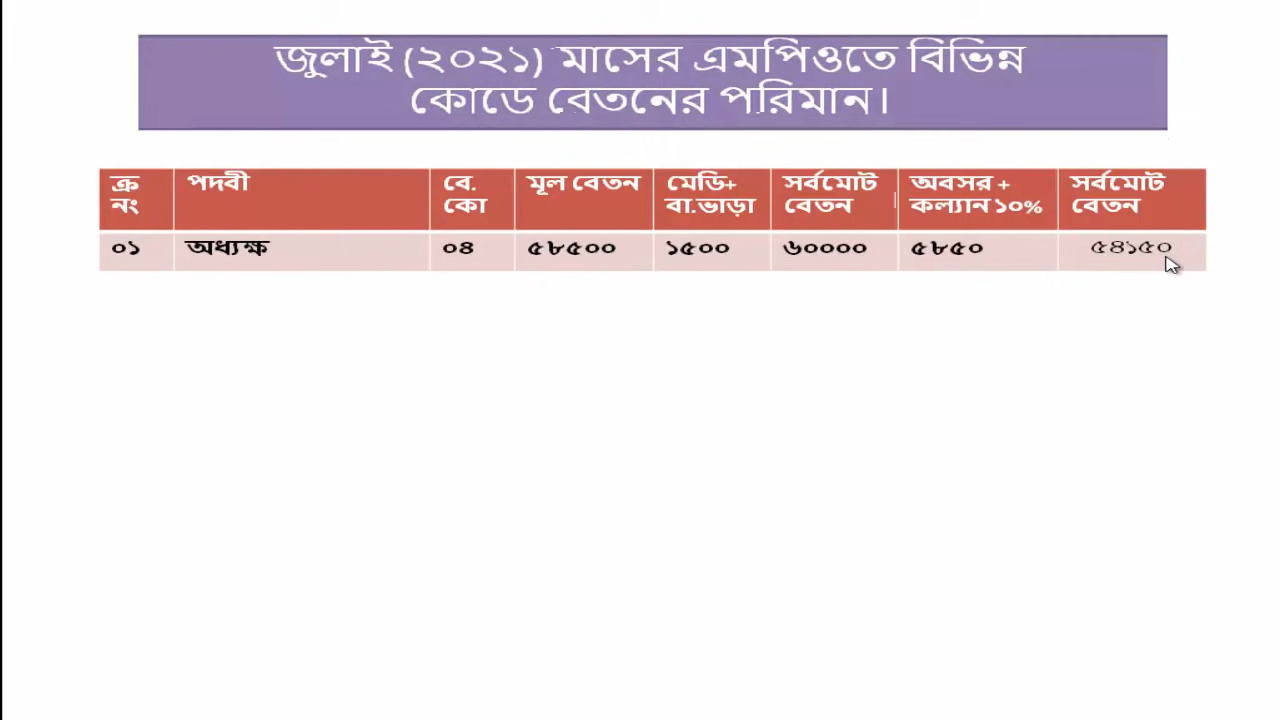 জুলাই (২০২১) মাসের এমপিওতে বিভিন্ন
কোডে বেতনের পরিমান।
ক্র নং পদবী বে. কো মূল বেতন মেডি+ বা.ভাড়া সর্বমোট বেতন অবসর + কল্যান ১০% সর্বমোট বেতন
০১ অধ্যক্ষ ০৪ ৫৮৫০০ ১৫০০ ৬০০০০ ৫৮৫০ ৫৪১৫০